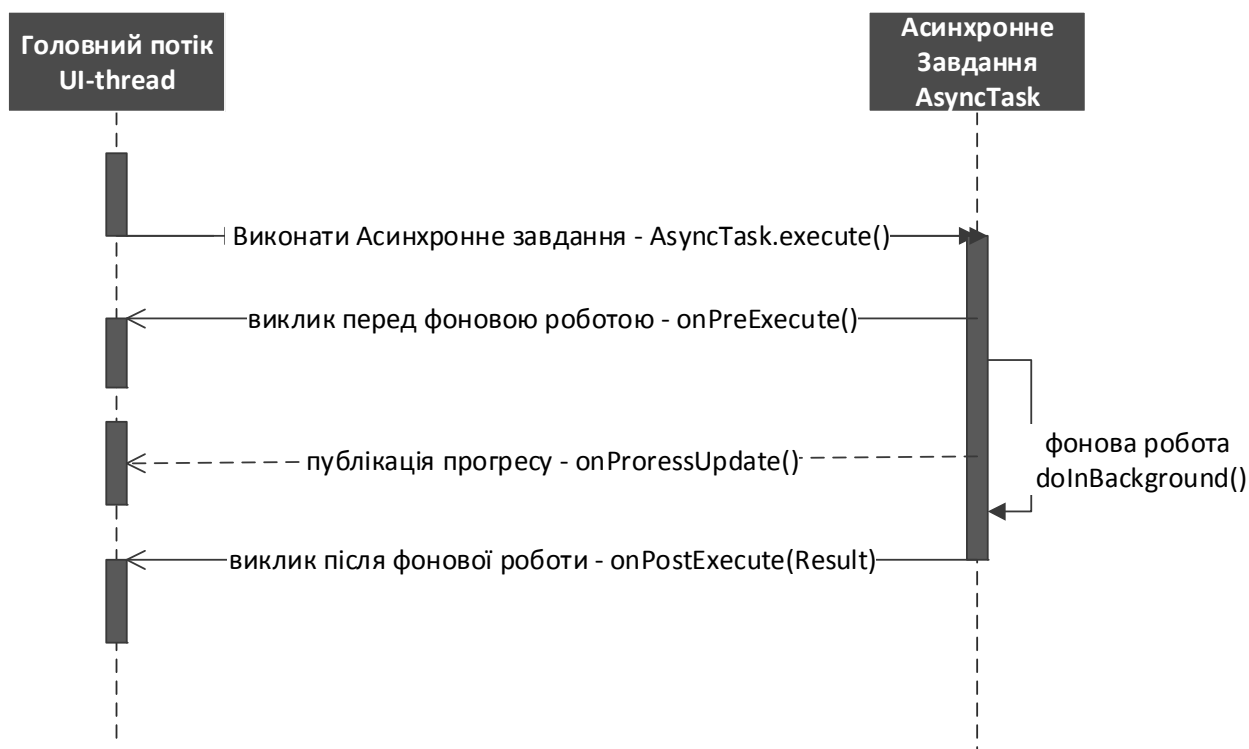 Головний потік
UI-thread
Асинхронне
Завдання
AsyncTask
Виконати Асинхронне завдання - AsyncTask.execute()
виклик перед фоновою роботою - onPreExecute()
публікація прогресу - onProressUpdate()
фонова робота
doInBackground()
виклик після фонової роботи - onPostExecute(Result)